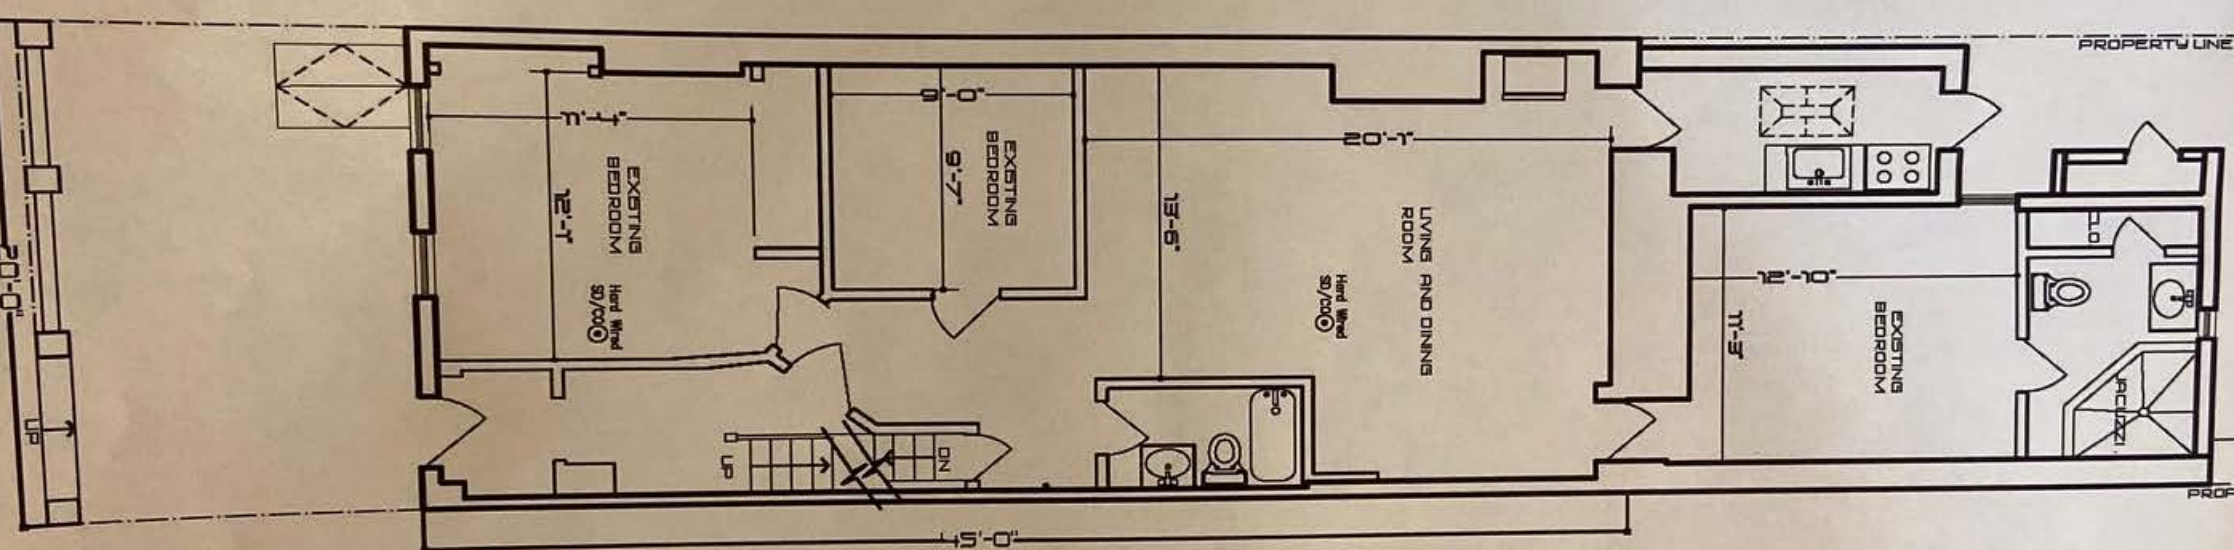 PROPERTY LINE
20'-0"
UP
11'-4"
12'-1"
EXISTING
BEDROOM
Hard Wired
SD/CO
9'-0"
9'-7"
EXISTING
BEDROOM
UP
DN
13'-6"
20'-1"
LIVING AND DINING
ROOM
Hard Wired
SD/CO
12'-10"
11'-3"
EXISTING
BEDROOM
CLO
JACUZZI
45'-0"
PROP